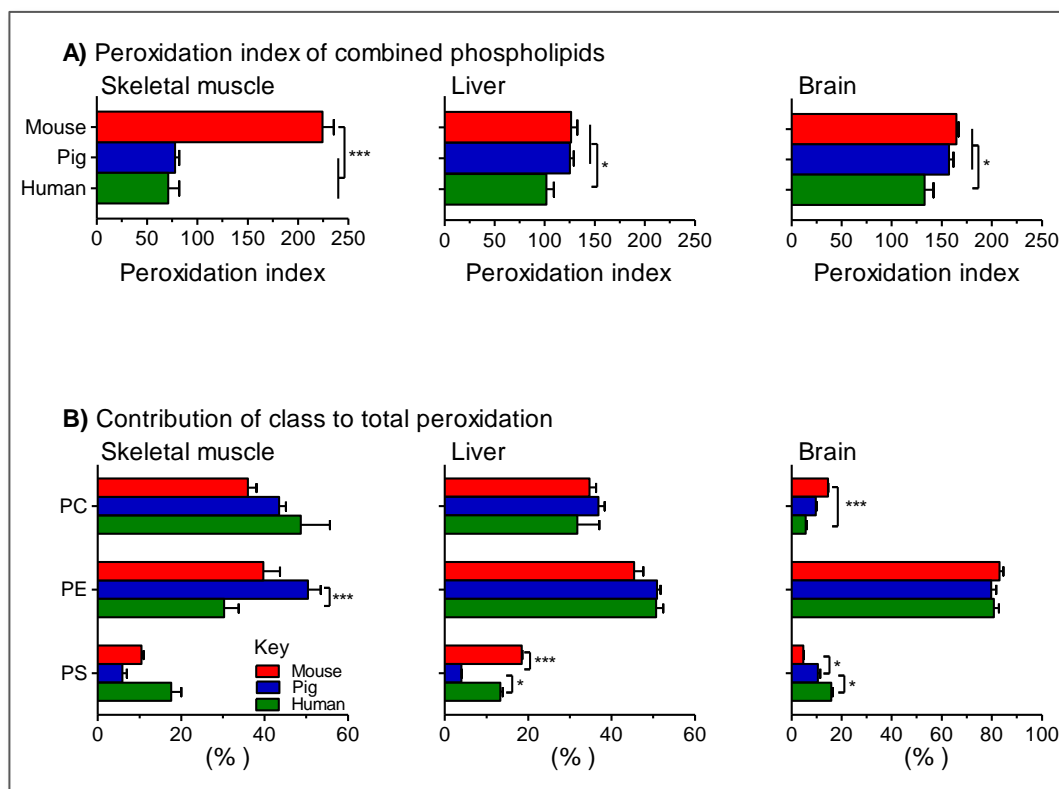 A) Peroxidation index of combined phospholipids
Skeletal muscle
Liver
Brain
Mouse
Pig
Human
***
*
*
0 50 100 150 200 250
0 50 100 150 200 250
0 50 100 150 200 250
Peroxidation index
Peroxidation index
Peroxidation index
B) Contribution of class to total peroxidation
Skeletal muscle
Liver
Brain
PC
***
PE
***
PS
Key
Mouse
Pig
Human
***
*
*
*
0 20 40 60
0 20 40 60
0 20 40 60 80 100
(% )
(% )
(% )